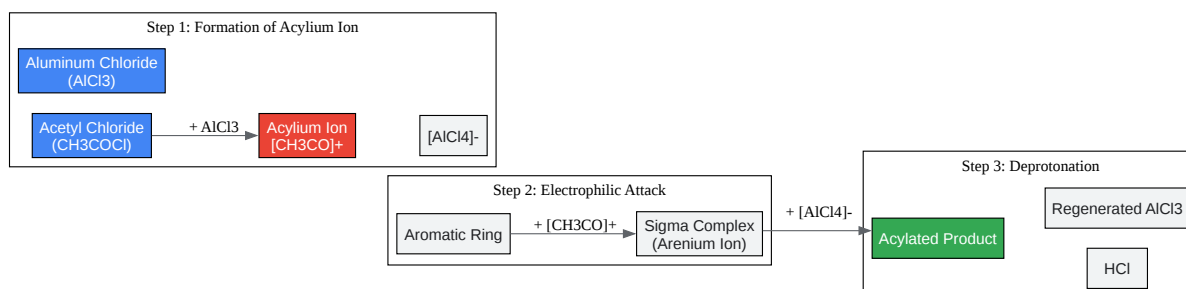 Step 1: Formation of Acylium Ion
Aluminum Chloride
(AlCl3)
Acetyl Chloride
(CH3COCl)
+ AlCl3
Acylium Ion
[CH3CO]+
[AlCl4]-
Step 2: Electrophilic Attack
Aromatic Ring
+ [CH3CO]+
Sigma Complex
(Arenium Ion)
+ [AlCl4]-
Step 3: Deprotonation
Acylated Product
Regenerated AlCl3
HCl